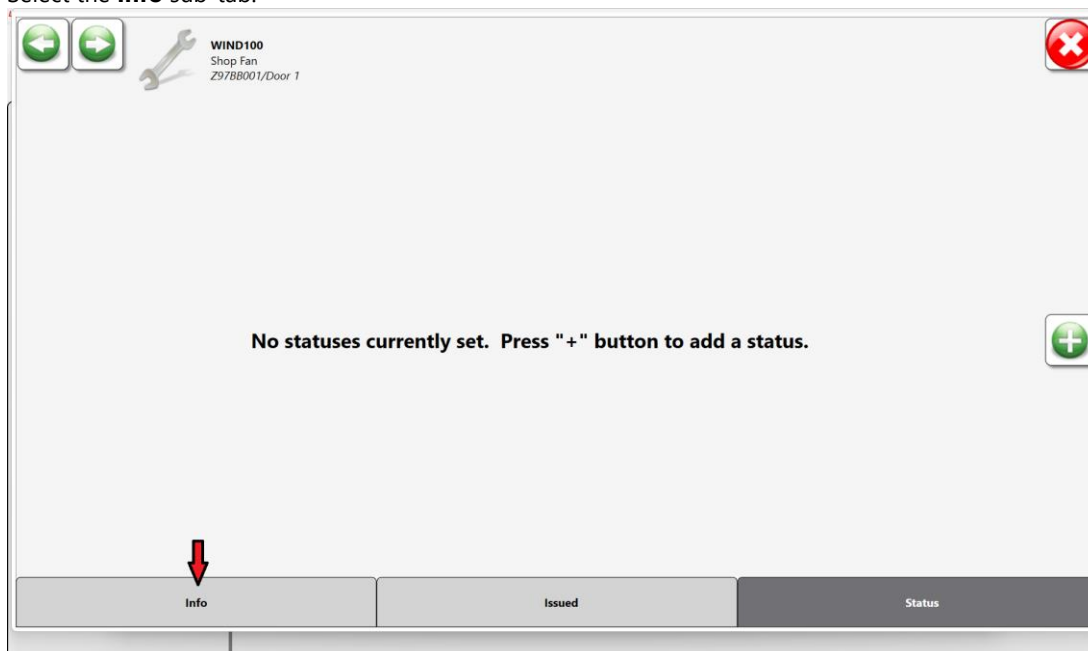 Select the Info sub-tab.
WIND100
Shop Fan
Z97BB001/Door 1
No statuses currently set.  Press "+" button to add a status.
Info
Issued
Status